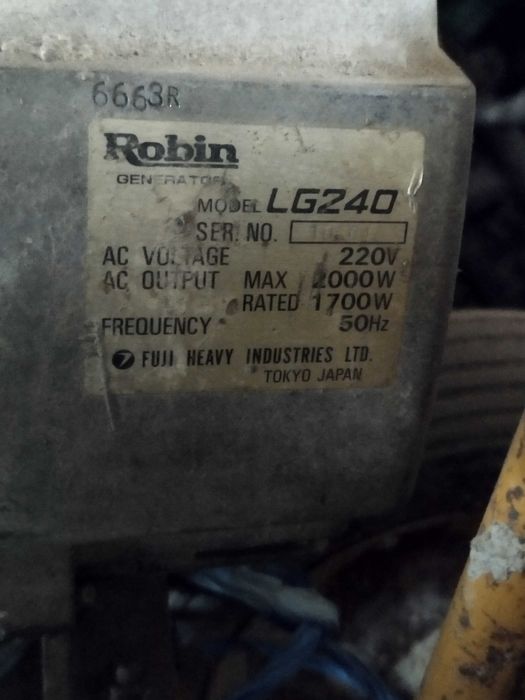 6663R
Robin
GENERATOR
MODEL LG240
SER. NO.
AC VOLTAGE 220V
AC OUTPUT MAX 2000W
RATED 1700W
FREQUENCY 50Hz
FUJI HEAVY INDUSTRIES LTD.
TOKYO JAPAN